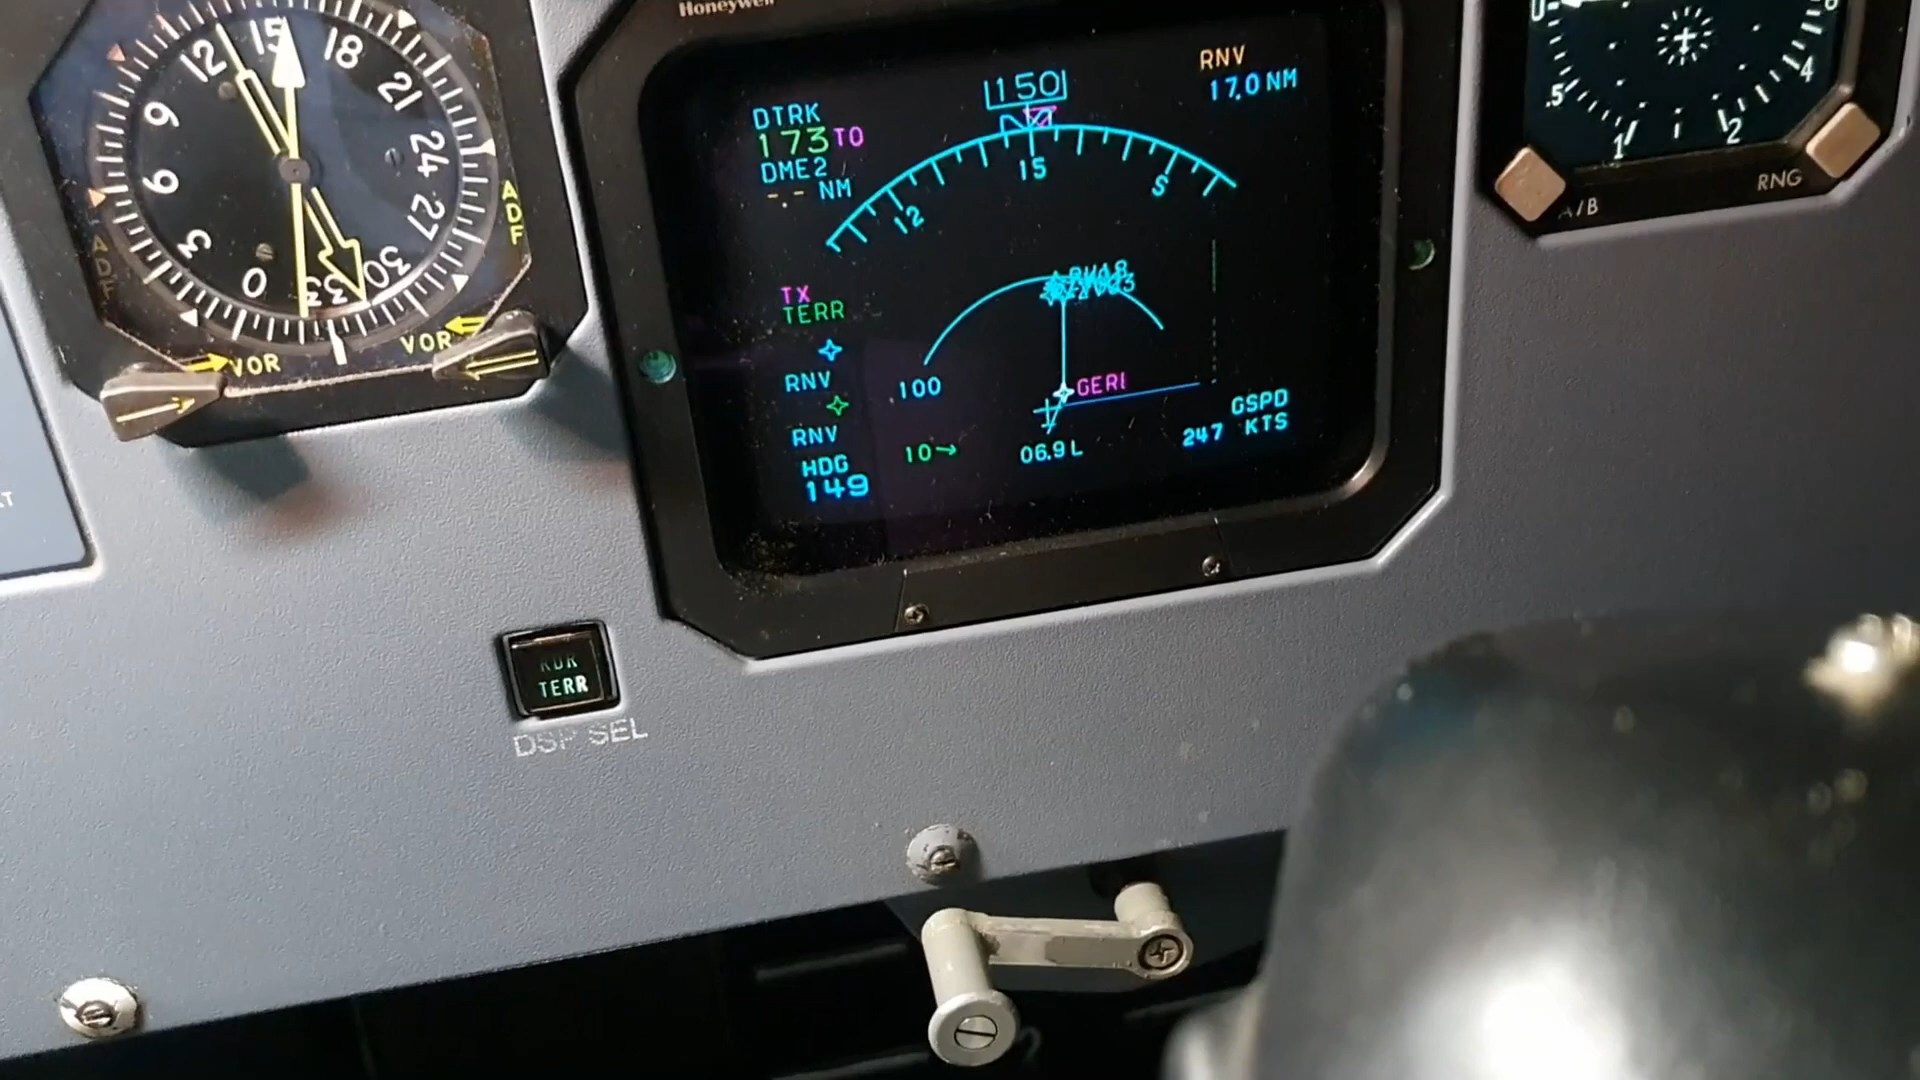 Honeywell
12 15 18 21 24 27 30 33 0 3 6 9
ADF
ADF
VOR
VOR
150
RNV
17.0 NM
DTRK
173 TO
DME2
-.- NM
12 15 S
TX
TERR
RNV
100
GERI
RNV
GSPD
247 KTS
10→
06.9 L
HDG
149
.5 1 2 4
A/B
RNG
RDR
TERR
DSP SEL